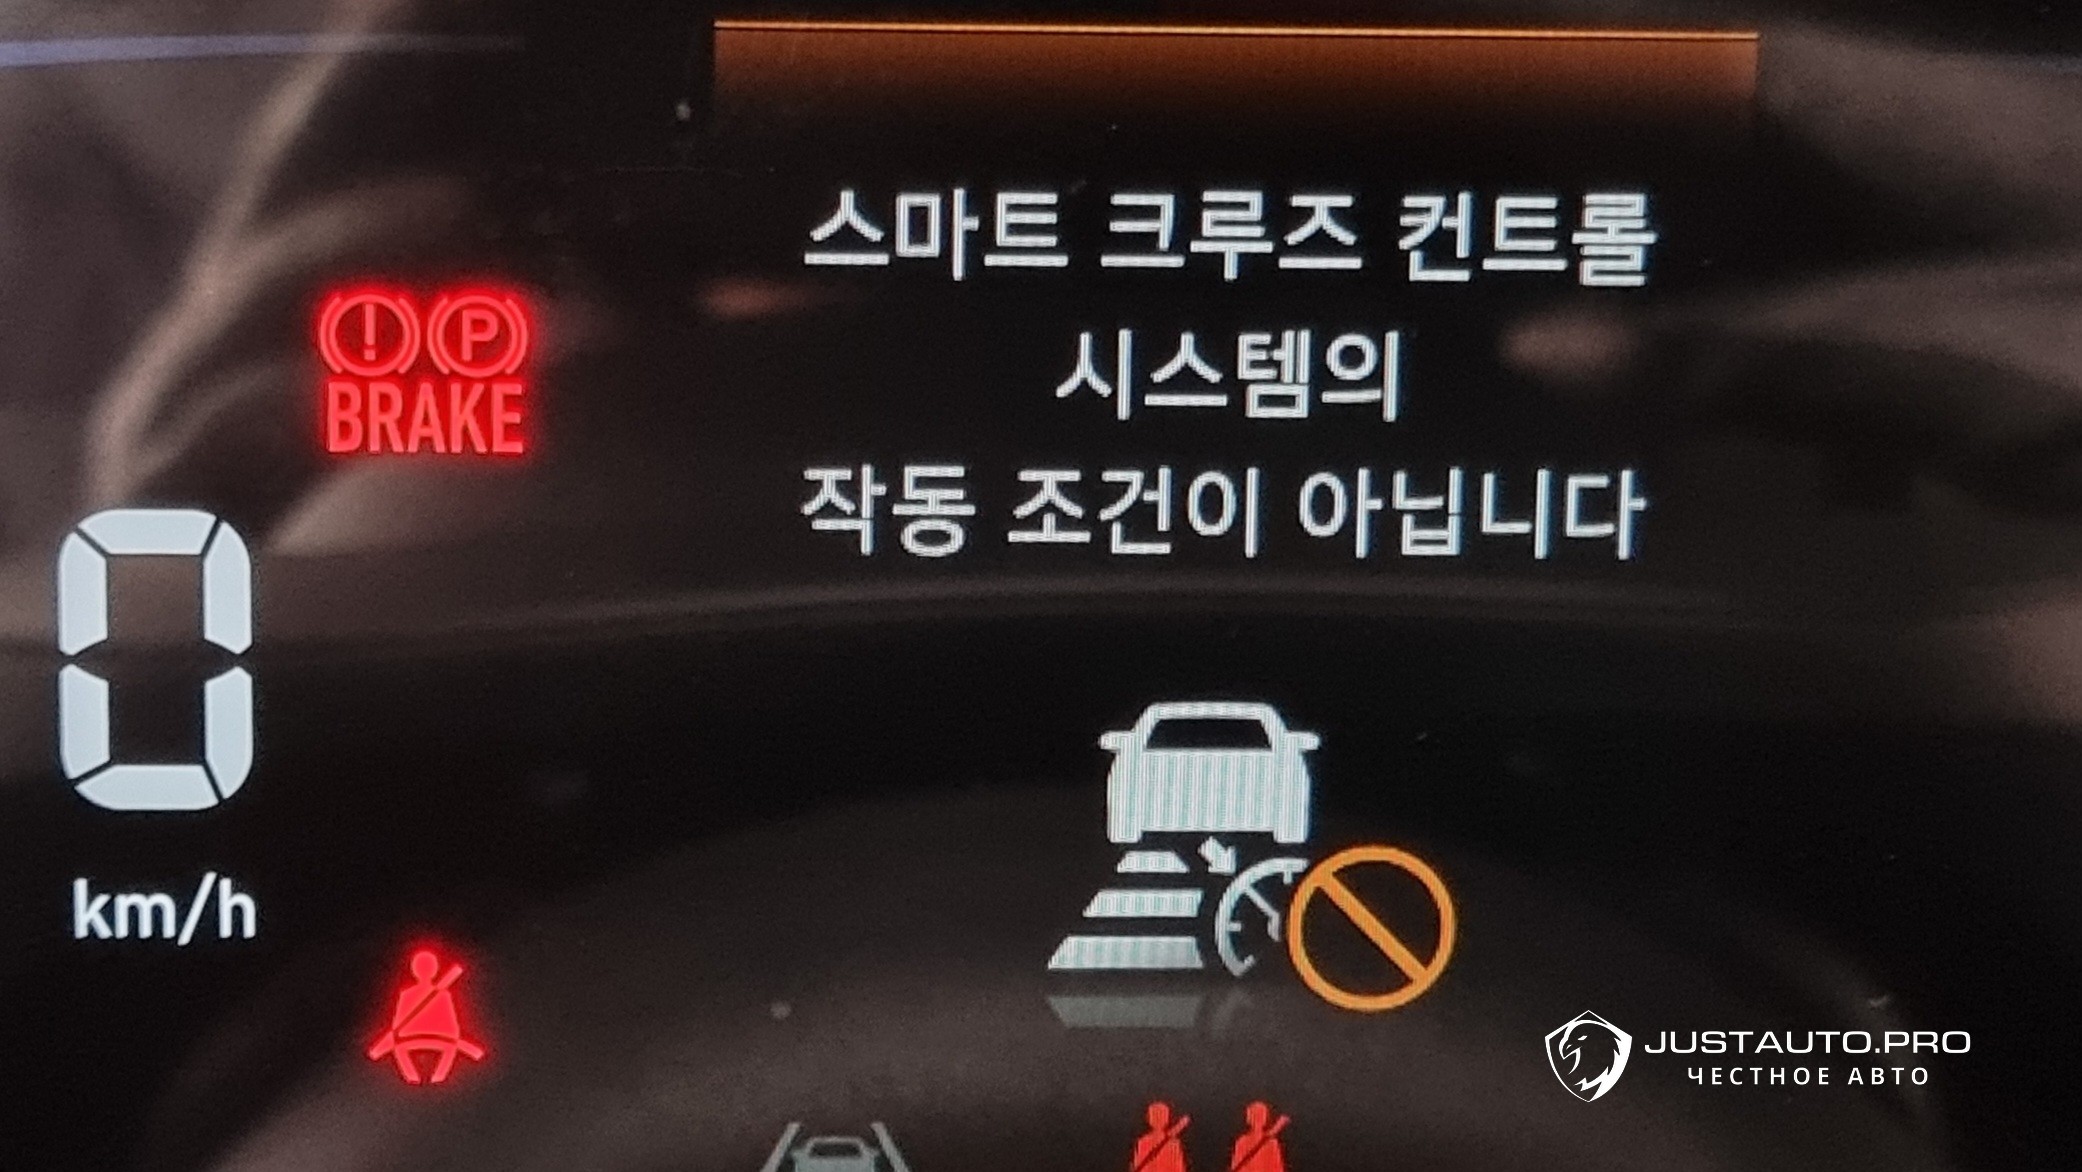 스마트 크루즈 컨트롤
시스템의
작동 조건이 아닙니다
! P
BRAKE
0
km/h
JUSTAUTO.PRO
ЧЕСТНОЕ АВТО